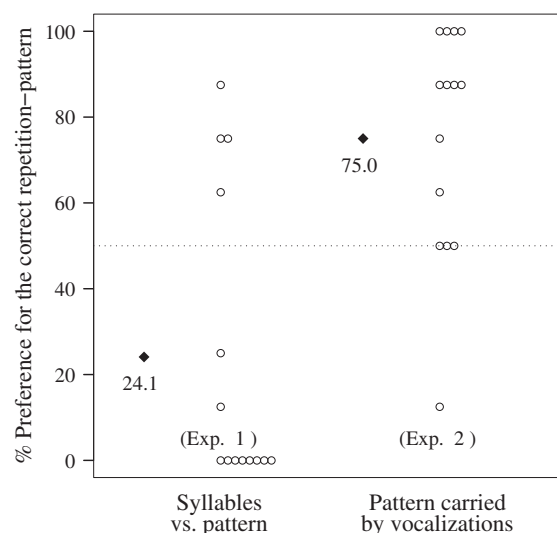 % Preference for the correct repetition−pattern
100
80
60
40
20
0
24.1
75.0
(Exp. 1 )
(Exp. 2 )
Syllables
vs. pattern
Pattern carried
by vocalizations